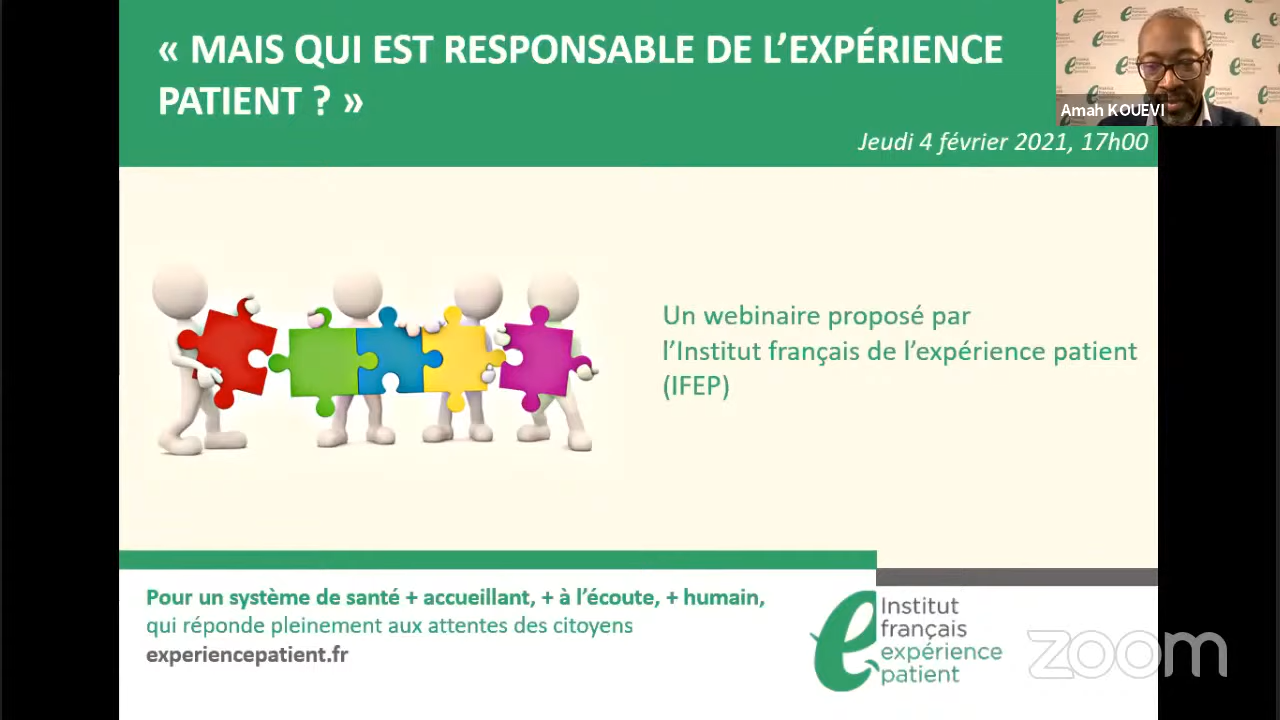 « MAIS QUI EST RESPONSABLE DE L’EXPÉRIENCE
PATIENT ? »
Jeudi 4 février 2021, 17h00
Amah KOUEVI
Un webinaire proposé par
l’Institut français de l’expérience patient
(IFEP)
Pour un système de santé + accueillant, + à l’écoute, + humain,
qui réponde pleinement aux attentes des citoyens
experiencepatient.fr
Institut
français
expérience
patient
zoom